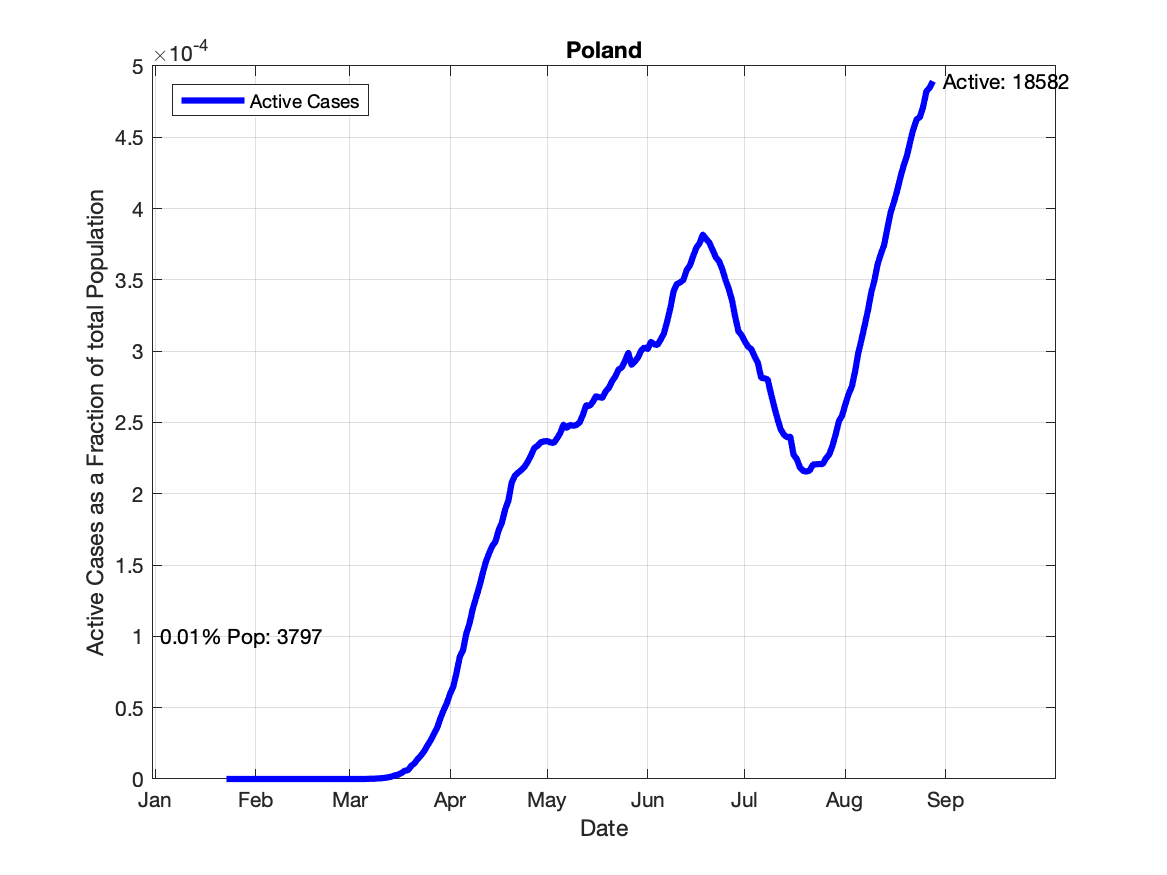 Poland
×10-4
5
Active: 18582
Active Cases
4.5
4
3.5
3
2.5
2
1.5
1
0.01% Pop: 3797
0.5
0
Active Cases as a Fraction of total Population
Jan Feb Mar Apr May Jun Jul Aug Sep
Date